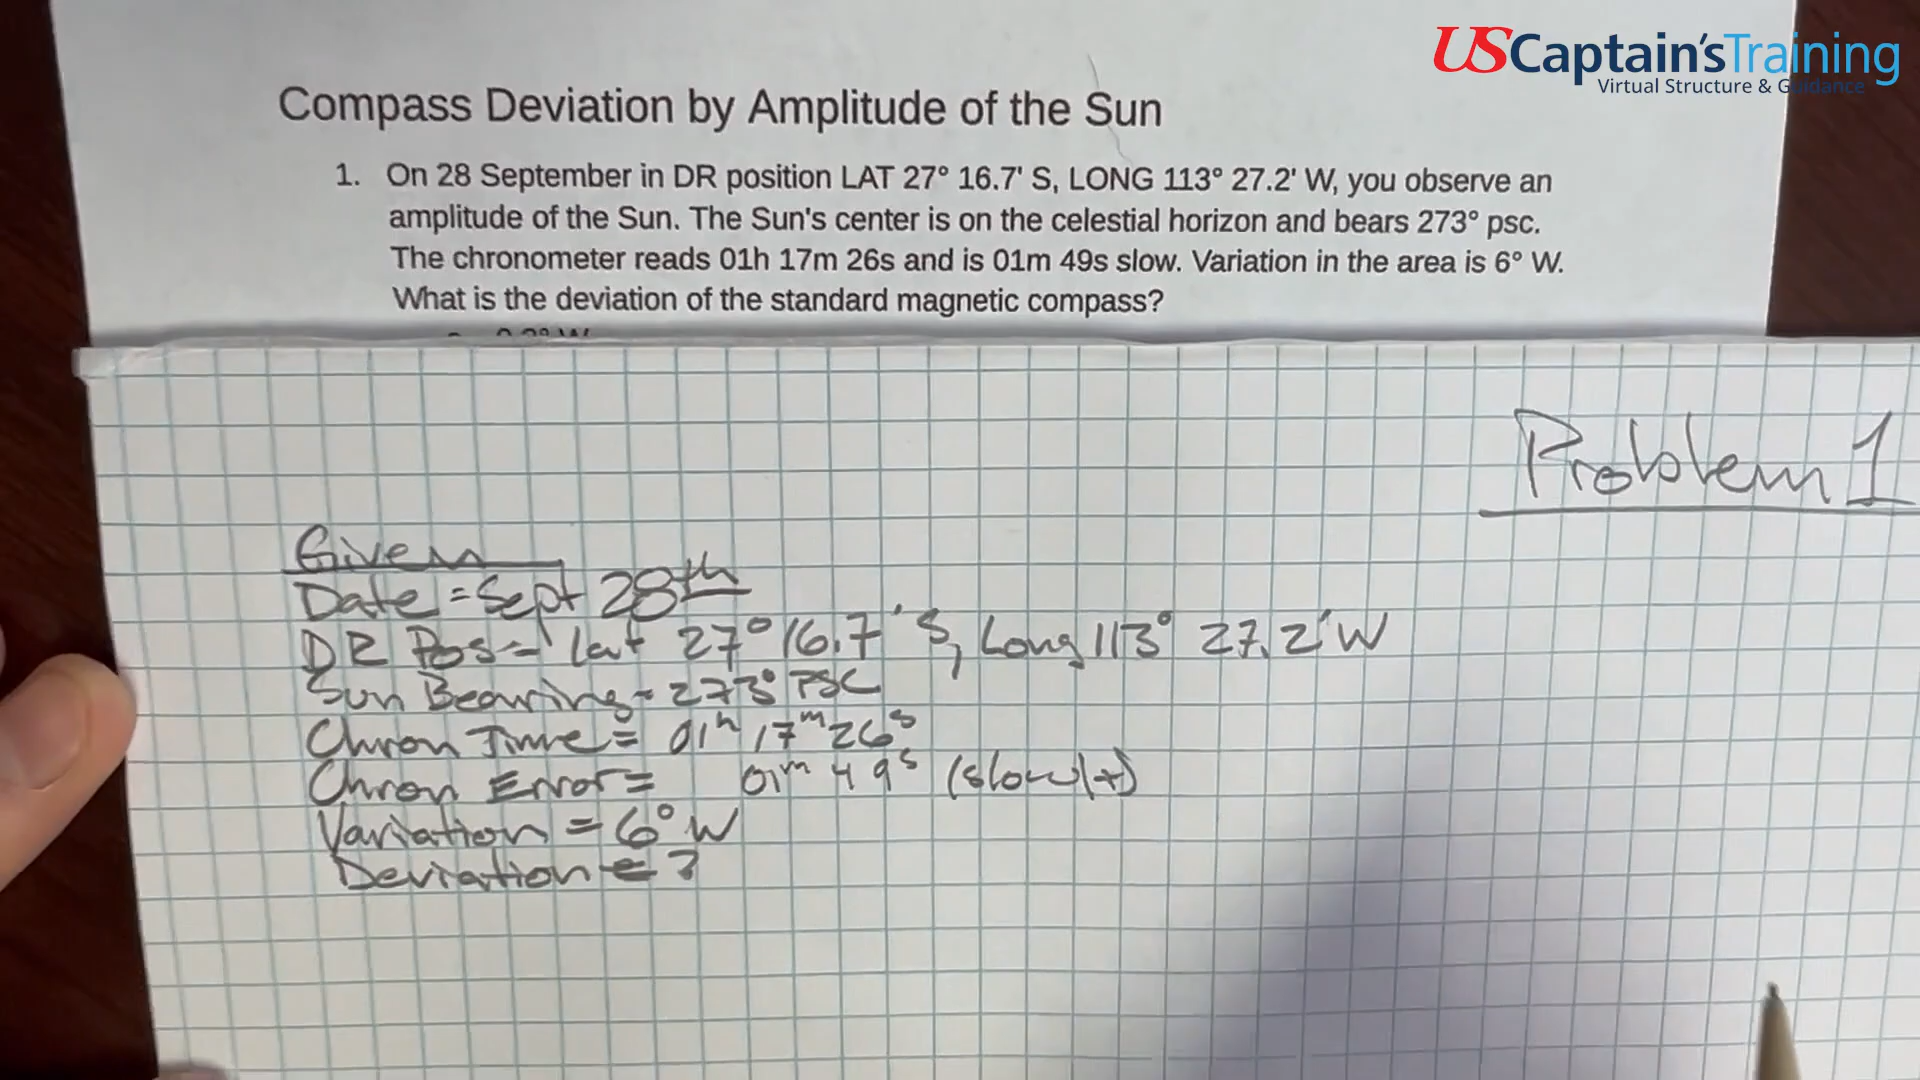 USCaptain'sTraining
Virtual Structure & Guidance
Compass Deviation by Amplitude of the Sun
1. On 28 September in DR position LAT 27° 16.7' S, LONG 113° 27.2' W, you observe an
amplitude of the Sun. The Sun's center is on the celestial horizon and bears 273° psc.
The chronometer reads 01h 17m 26s and is 01m 49s slow. Variation in the area is 6° W.
What is the deviation of the standard magnetic compass?
Problem 1
Given
Date = Sept 28th
DR Pos = Lat 27° 16.7' S, Long 113° 27.2' W
Sun Bearing = 273° PSC
Chron Time = 01h 17m 26s
Chron Error = 01m 49s (slow/+)
Variation = 6° W
Deviation = ?